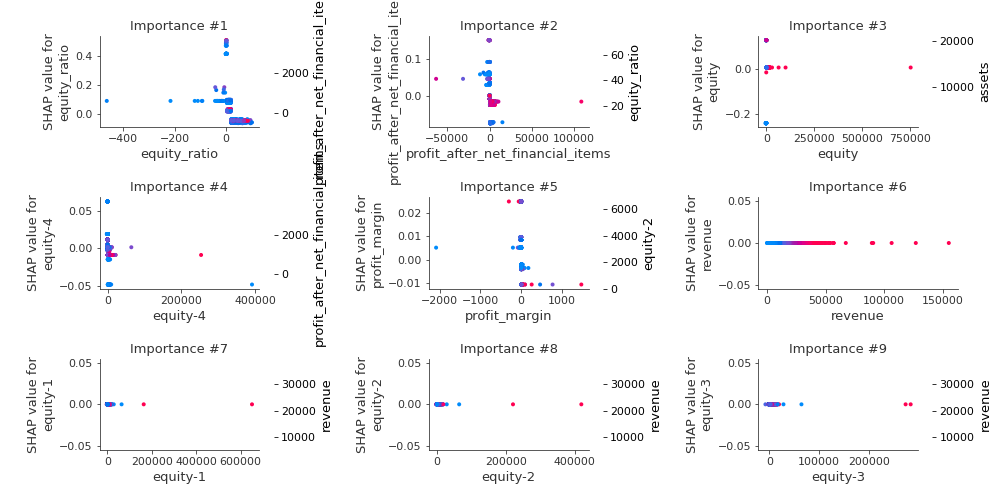 Importance #1
SHAP value for
equity_ratio
0.4
0.2
0.0
−400
−200
0
equity_ratio
2000
0
profit_after_net_financial_items
Importance #2
SHAP value for
profit_after_net_financial_items
0.1
0.0
−50000
0
50000
100000
profit_after_net_financial_items
60
40
20
equity_ratio
Importance #3
SHAP value for
equity
0.0
−0.2
0
250000
500000
750000
equity
20000
10000
assets
Importance #4
SHAP value for
equity-4
0.05
0.00
−0.05
0
200000
400000
equity-4
2000
0
profit_after_net_financial_items
Importance #5
SHAP value for
profit_margin
0.02
0.01
0.00
−0.01
−2000
−1000
0
1000
profit_margin
6000
4000
2000
0
equity-2
Importance #6
SHAP value for
revenue
0.05
0.00
−0.05
0
50000
100000
150000
revenue
Importance #7
SHAP value for
equity-1
0.05
0.00
−0.05
0
200000
400000
600000
equity-1
30000
20000
10000
revenue
Importance #8
SHAP value for
equity-2
0.05
0.00
−0.05
0
200000
400000
equity-2
30000
20000
10000
revenue
Importance #9
SHAP value for
equity-3
0.05
0.00
−0.05
0
100000
200000
equity-3
30000
20000
10000
revenue